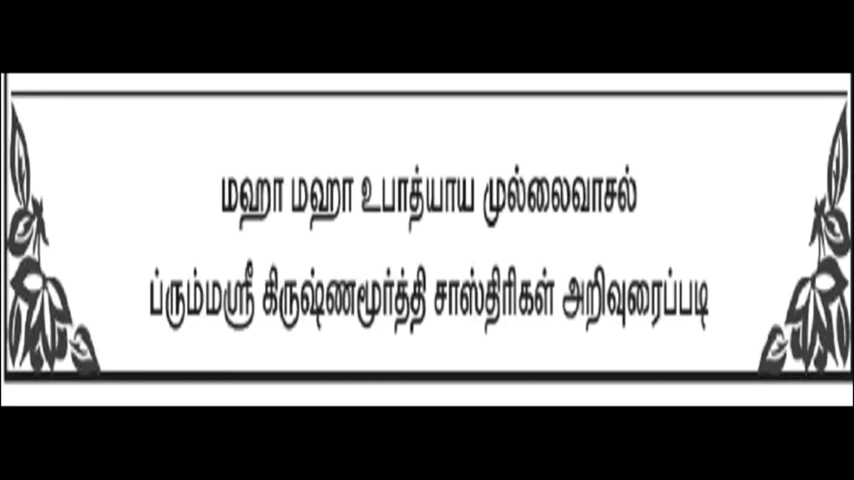 மஹா மஹா உபாத்யாய முல்லைவாசல்
ப்ரும்மஸ்ரீ கிருஷ்ணமூர்த்தி சாஸ்திரிகள் அறிவுரைப்படி